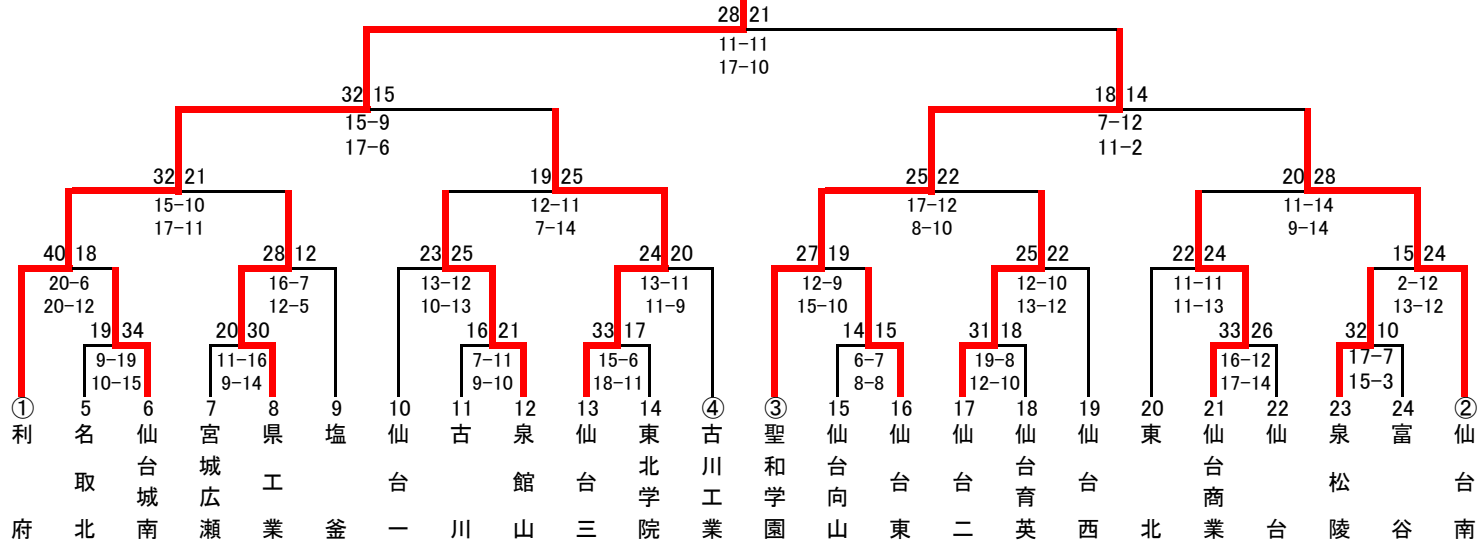 28 21
11-11
17-10
32 15
15-9
17-6
18 14
7-12
11-2
32 21
15-10
17-11
19 25
12-11
7-14
25 22
17-12
8-10
20 28
11-14
9-14
40 18
20-6
20-12
28 12
16-7
12-5
23 25
13-12
10-13
24 20
13-11
11-9
27 19
12-9
15-10
25 22
12-10
13-12
22 24
11-11
11-13
15 24
2-12
13-12
19 34
9-19
10-15
20 30
11-16
9-14
16 21
7-11
9-10
33 17
15-6
18-11
14 15
6-7
8-8
31 18
19-8
12-10
33 26
16-12
17-14
32 10
17-7
15-3
① 利府
5 名取北
6 仙台城南
7 宮城広瀬
8 県工業
9 塩釜
10 仙台一
11 古川
12 泉館山
13 仙台三
14 東北学院
④ 古川工業
③ 聖和学園
15 仙台向山
16 仙台東
17 仙台二
18 仙台育英
19 仙台西
20 東北
21 仙台商業
22 仙台
23 泉松陵
24 富谷
② 仙台南